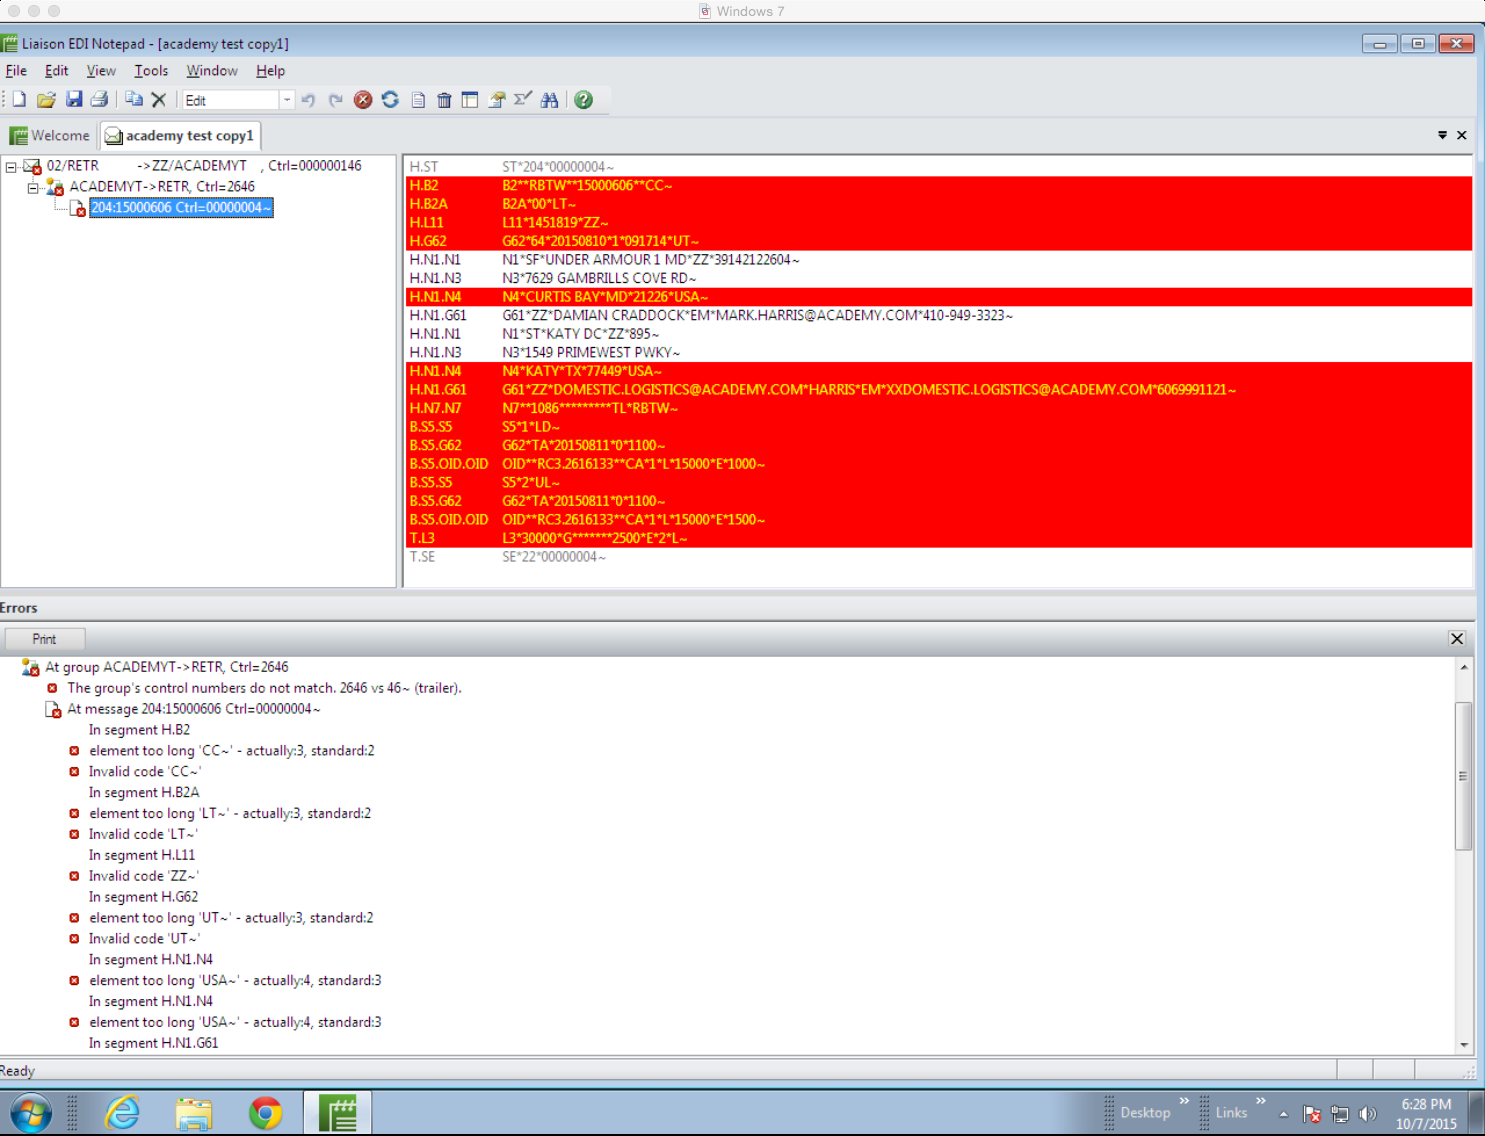 Windows 7
Liaison EDI Notepad - [academy test copy1]
File Edit View Tools Window Help
Edit
Welcome academy test copy1
02/RETR ->ZZ/ACADEMYT , Ctrl=000000146
ACADEMYT->RETR, Ctrl=2646
204:15000606 Ctrl=00000004~
H.ST ST*204*00000004~
H.B2 B2**RBTW**15000606**CC~
H.B2A B2A*00*LT~
H.L11 L11*1451819*ZZ~
H.G62 G62*64*20150810*1*091714*UT~
H.N1.N1 N1*SF*UNDER ARMOUR 1 MD*ZZ*39142122604~
H.N1.N3 N3*7629 GAMBRILLS COVE RD~
H.N1.N4 N4*CURTIS BAY*MD*21226*USA~
H.N1.G61 G61*ZZ*DAMIAN CRADDOCK*EM*MARK.HARRIS@ACADEMY.COM*410-949-3323~
H.N1.N1 N1*ST*KATY DC*ZZ*895~
H.N1.N3 N3*1549 PRIMEWEST PWKY~
H.N1.N4 N4*KATY*TX*77449*USA~
H.N1.G61 G61*ZZ*DOMESTIC.LOGISTICS@ACADEMY.COM*HARRIS*EM*XXDOMESTIC.LOGISTICS@ACADEMY.COM*6069991121~
H.N7.N7 N7**1086*********TL*RBTW~
B.S5.S5 S5*1*LD~
B.S5.G62 G62*TA*20150811*0*1100~
B.S5.OID.OID OID**RC3.2616133**CA*1*L*15000*E*1000~
B.S5.S5 S5*2*UL~
B.S5.G62 G62*TA*20150811*0*1100~
B.S5.OID.OID OID**RC3.2616133**CA*1*L*15000*E*1500~
T.L3 L3*30000*G*******2500*E*2*L~
T.SE SE*22*00000004~
Errors
Print
At group ACADEMYT->RETR, Ctrl=2646
The group's control numbers do not match. 2646 vs 46~ (trailer).
At message 204:15000606 Ctrl=00000004~
In segment H.B2
element too long 'CC~' - actually:3, standard:2
Invalid code 'CC~'
In segment H.B2A
element too long 'LT~' - actually:3, standard:2
Invalid code 'LT~'
In segment H.L11
Invalid code 'ZZ~'
In segment H.G62
element too long 'UT~' - actually:3, standard:2
Invalid code 'UT~'
In segment H.N1.N4
element too long 'USA~' - actually:4, standard:3
In segment H.N1.N4
element too long 'USA~' - actually:4, standard:3
In segment H.N1.G61
Ready
Desktop » Links »
6:28 PM
10/7/2015